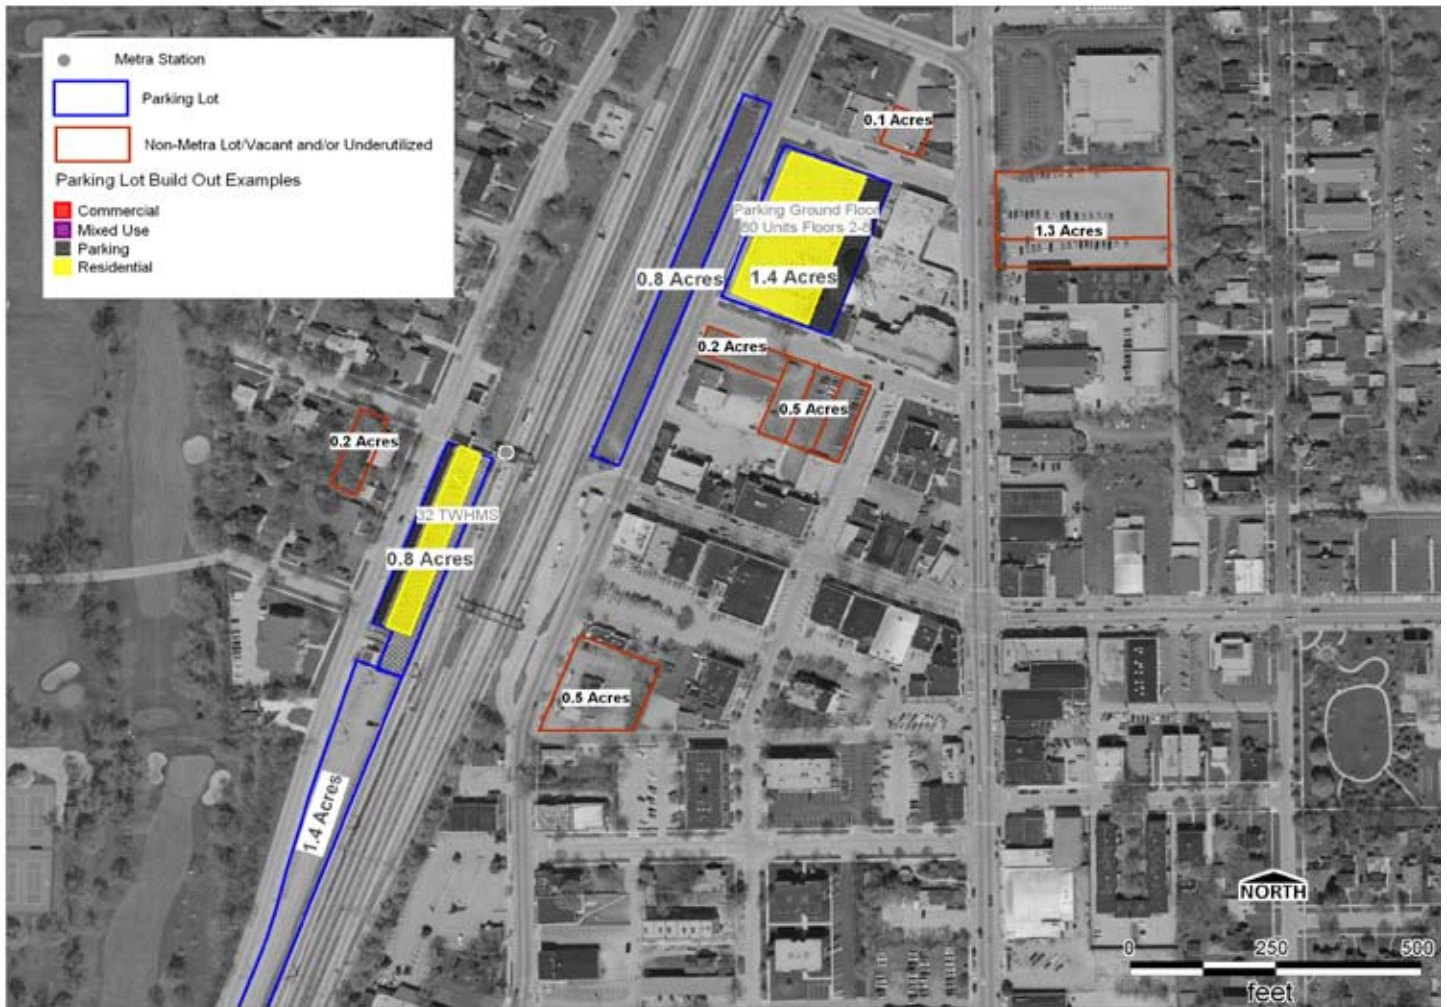 Metra Station
Parking Lot
Non-Metra Lot/Vacant and/or Underutilized
Parking Lot Build Out Examples
Commercial
Mixed Use
Parking
Residential
0.1 Acres
Parking Ground Floor
80 Units Floors 2-8
1.4 Acres
0.8 Acres
1.3 Acres
0.2 Acres
0.5 Acres
0.2 Acres
32 TWHMS
0.8 Acres
0.5 Acres
1.4 Acres
NORTH
0 250 500
feet